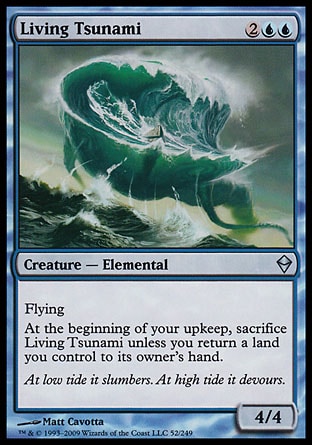 Living Tsunami 2
Creature — Elemental
Flying
At the beginning of your upkeep, sacrifice
Living Tsunami unless you return a land
you control to its owner's hand.
At low tide it slumbers. At high tide it devours.
Matt Cavotta
™ & © 1993–2009 Wizards of the Coast LLC 52/249
4/4